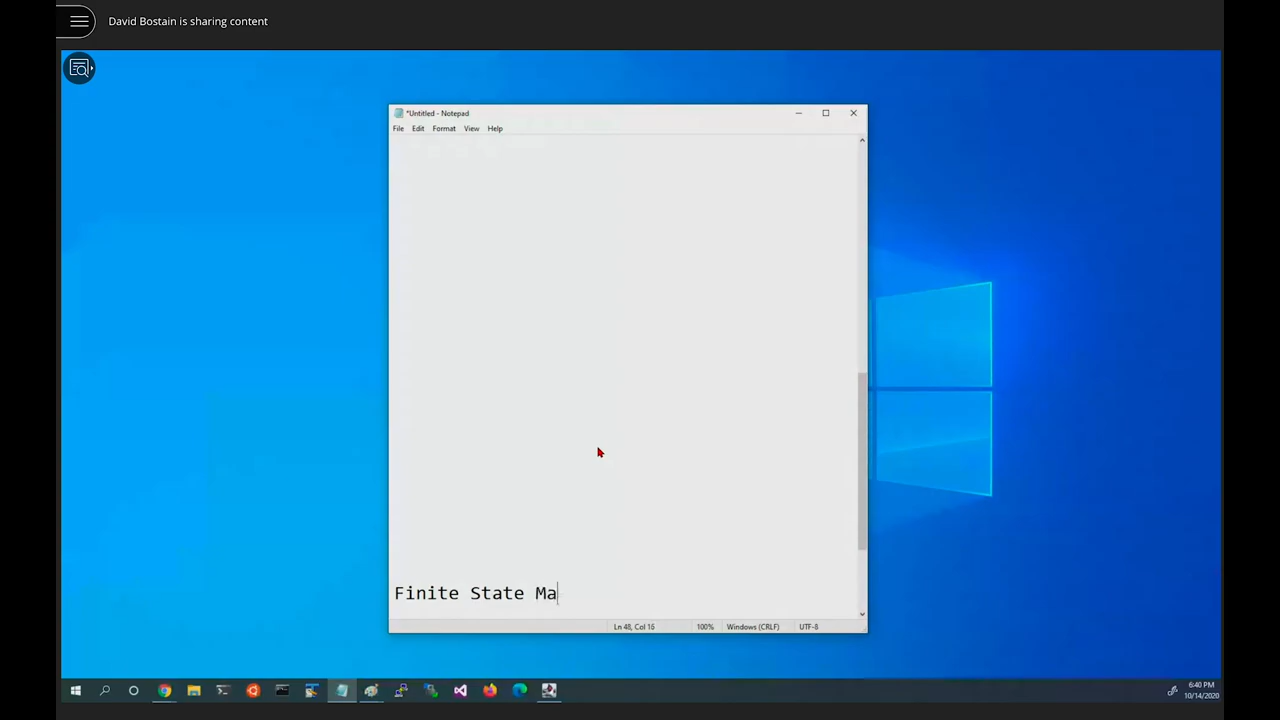 David Bostain is sharing content
*Untitled - Notepad
File Edit Format View Help
Finite State Ma
Ln 48, Col 16 100% Windows (CRLF) UTF-8
6:40 PM
10/14/2020